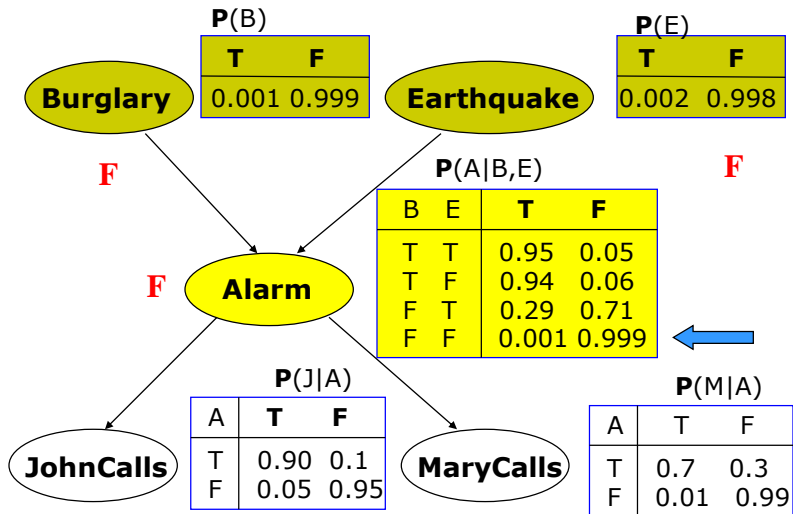 P(B)
P(E)
T F
T F
Burglary
0.001 0.999
Earthquake
0.002 0.998
F
P(A|B,E)
F
B E T F
T T 0.95 0.05
T F 0.94 0.06
F T 0.29 0.71
F F 0.001 0.999
F
Alarm
P(J|A)
P(M|A)
A T F
T 0.90 0.1
F 0.05 0.95
A T F
T 0.7 0.3
F 0.01 0.99
JohnCalls
MaryCalls